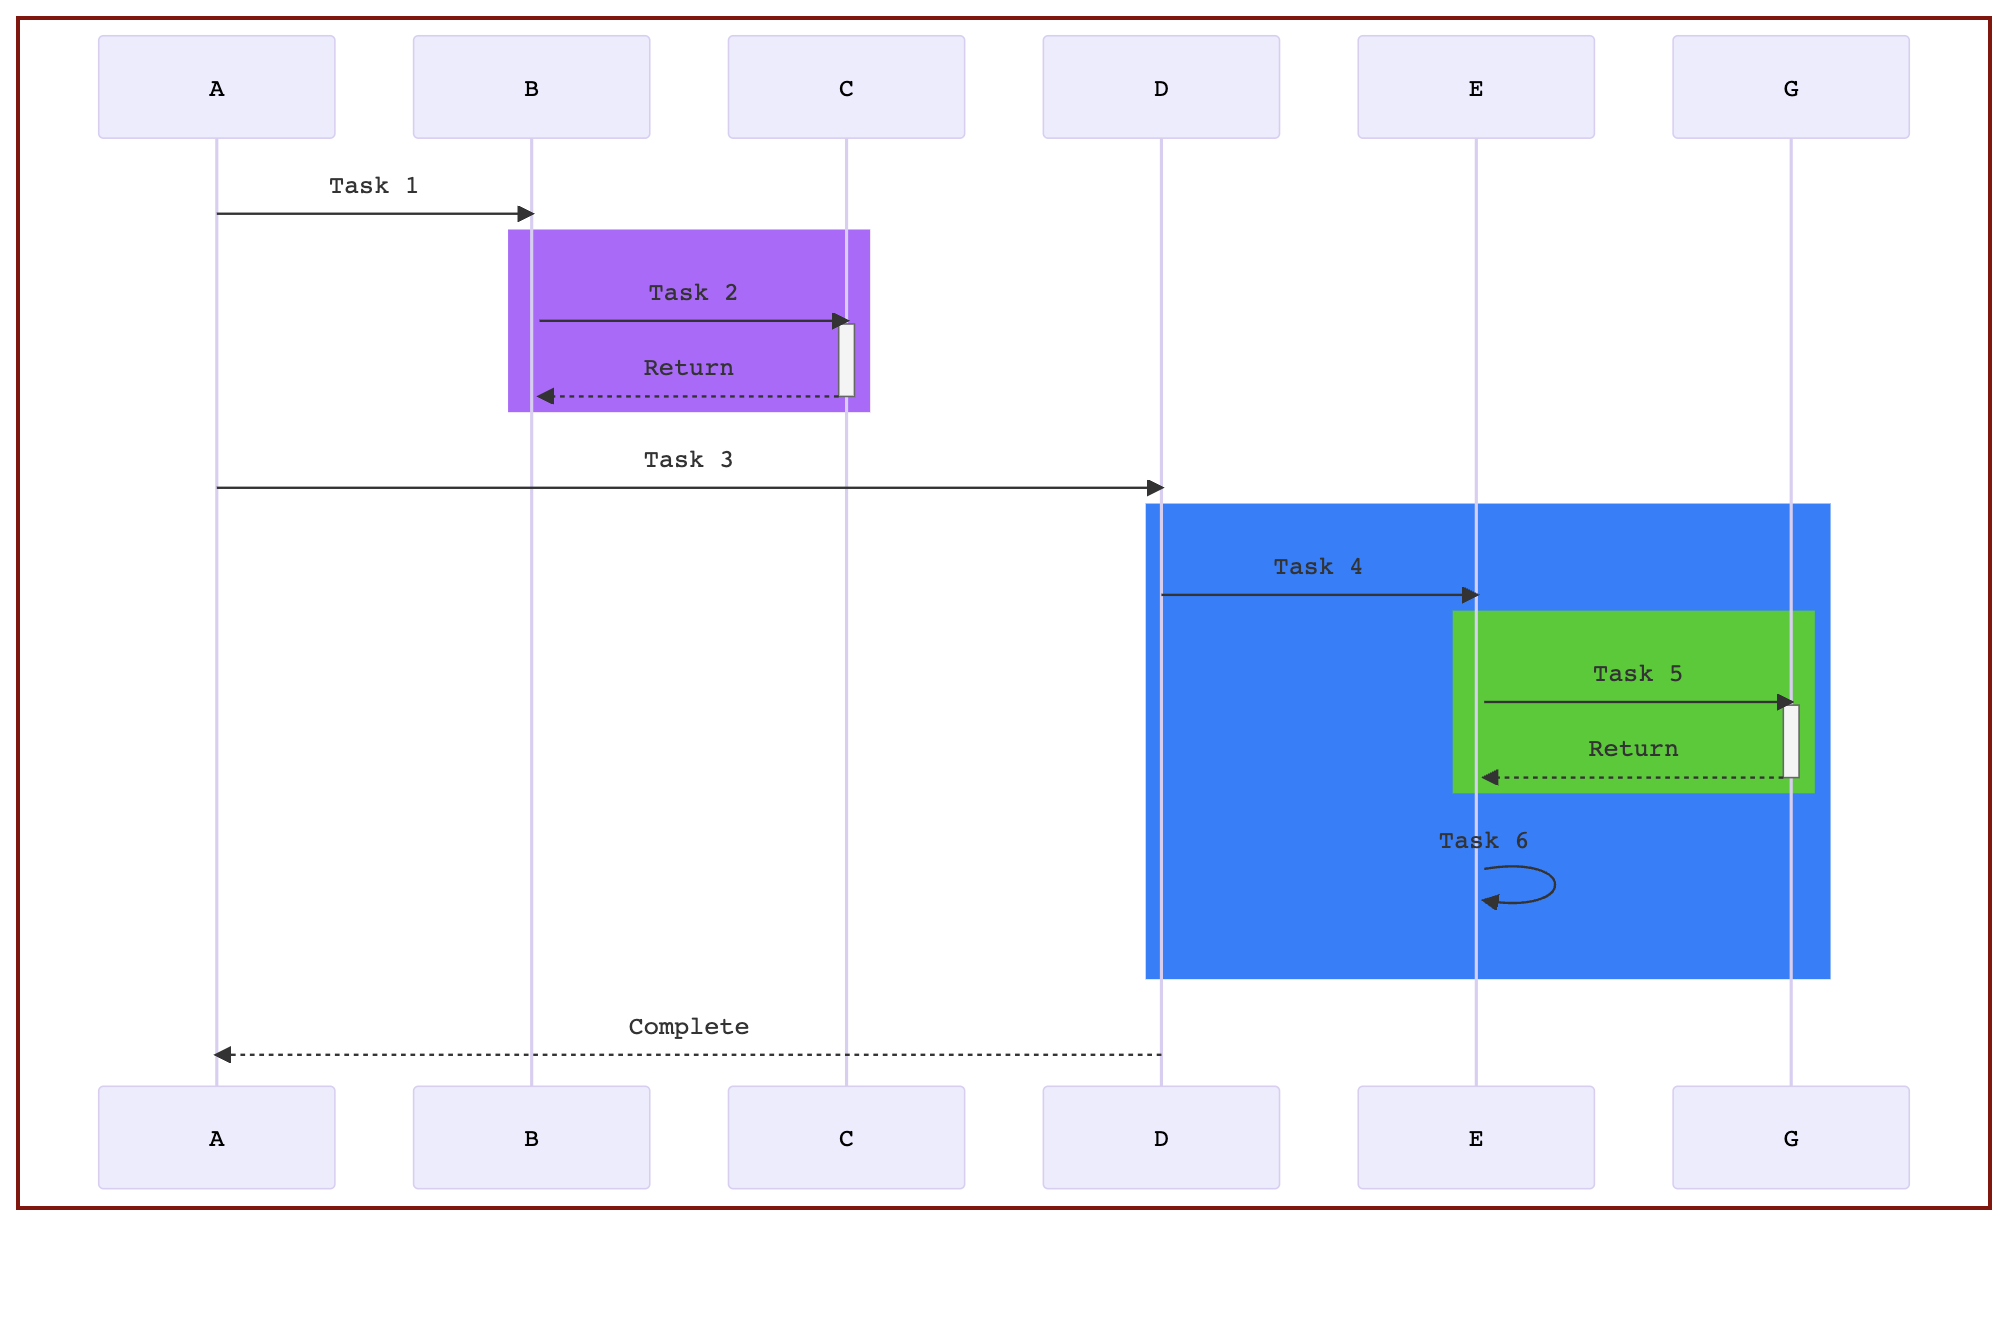 A
B
C
D
E
G
Task 1
Task 2
Return
Task 3
Task 4
Task 5
Return
Task 6
Complete
A
B
C
D
E
G